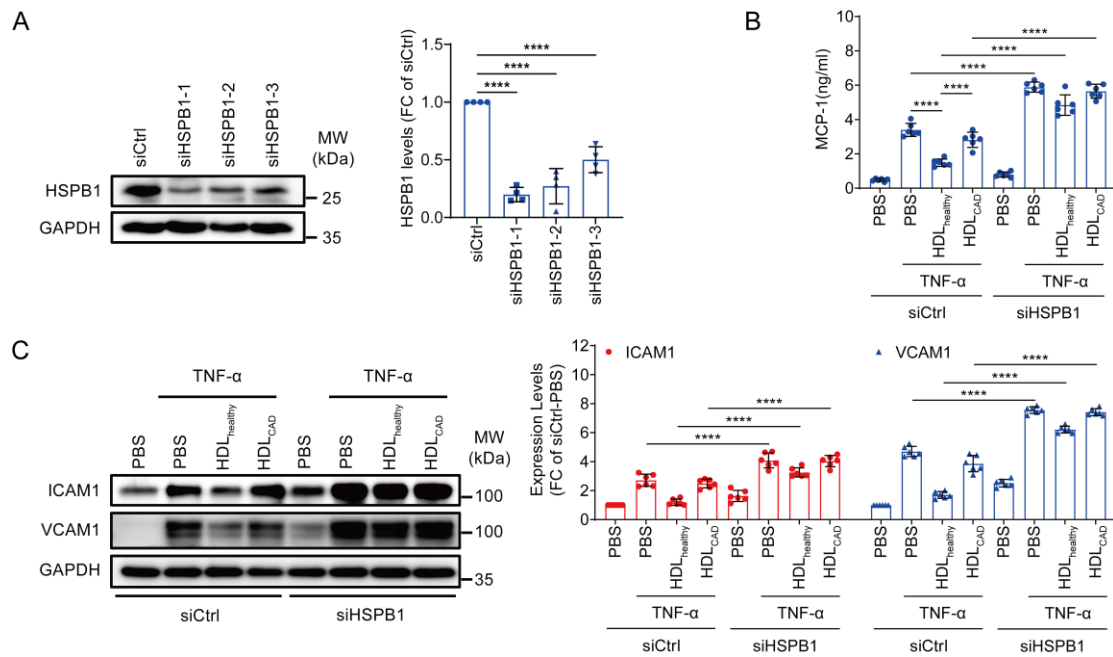 A
siCtrl
siHSPB1-1
siHSPB1-2
siHSPB1-3
MW
(kDa)
HSPB1
25
GAPDH
35
HSPB1 levels (FC of siCtrl)
1.5
1.0
0.5
0.0
****
****
****
siCtrl
siHSPB1-1
siHSPB1-2
siHSPB1-3
B
MCP-1(ng/ml)
10
8
6
4
2
0
****
****
****
**** ****
PBS
PBS
HDLhealthy
HDLCAD
PBS
PBS
HDLhealthy
HDLCAD
TNF-α TNF-α
siCtrl siHSPB1
C
TNF-α TNF-α
PBS
PBS
HDLhealthy
HDLCAD
PBS
PBS
HDLhealthy
HDLCAD
MW
(kDa)
ICAM1
100
VCAM1
100
GAPDH
35
siCtrl siHSPB1
Expression Levels
(FC of siCtrl-PBS)
12
10
8
6
4
2
0
ICAM1
VCAM1
****
****
****
****
****
****
PBS
PBS
HDLhealthy
HDLCAD
PBS
PBS
HDLhealthy
HDLCAD
PBS
PBS
HDLhealthy
HDLCAD
PBS
PBS
HDLhealthy
HDLCAD
TNF-α TNF-α TNF-α TNF-α
siCtrl siHSPB1 siCtrl siHSPB1